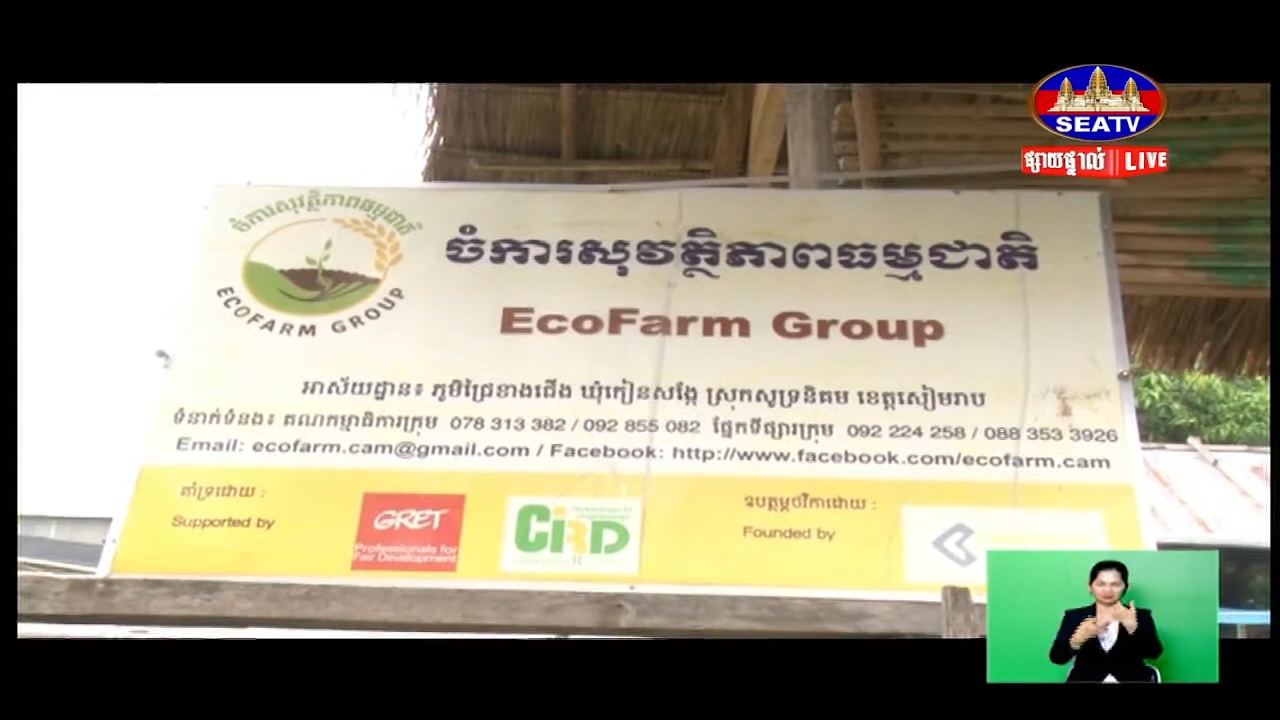 SEATV
ផ្សាយផ្ទាល់ || LIVE
ចំការសុវត្ថិភាពធម្មជាតិ
ECOFARM GROUP
ចំការសុវត្ថិភាពធម្មជាតិ
EcoFarm Group
អាស័យដ្ឋាន៖ ភូមិជ្រៃខាងជើង ឃុំកៀនសង្កែ ស្រុកសូទ្រនិគម ខេត្តសៀមរាប
ទំនាក់ទំនង៖ គណកម្មាធិការក្រុម 078 313 382 / 092 855 082 ផ្នែកទីផ្សារក្រុម 092 224 258 / 088 353 3926
Email: ecofarm.cam@gmail.com / Facebook: http://www.facebook.com/ecofarm.cam
គាំទ្រដោយ :
Supported by
GRET
Professionals for
Fair Development
CiRD
ឧបត្ថម្ភថវិកាដោយ :
Founded by